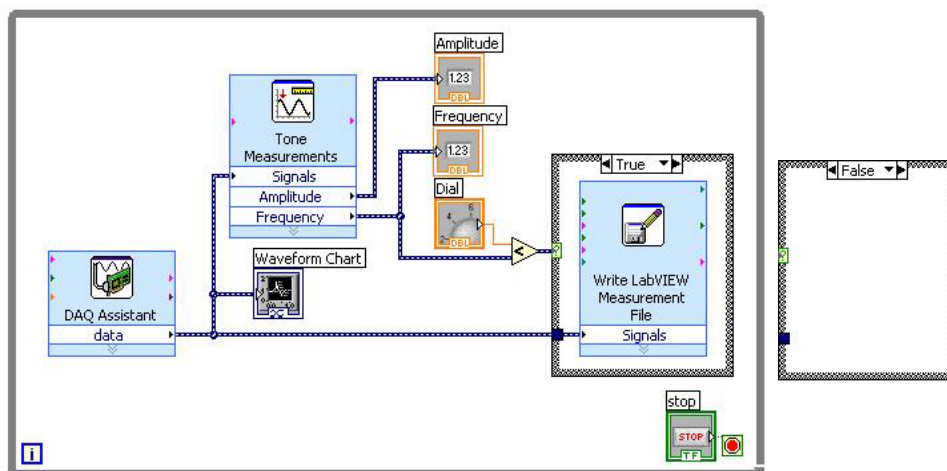 Amplitude
1.23
DBL
Tone
Measurements
Signals
Amplitude
Frequency
Frequency
1.23
DBL
Dial
DBL
<
True
?
Write LabVIEW
Measurement
File
Signals
False
?
Waveform Chart
DAQ Assistant
data
stop
STOP
TF
i